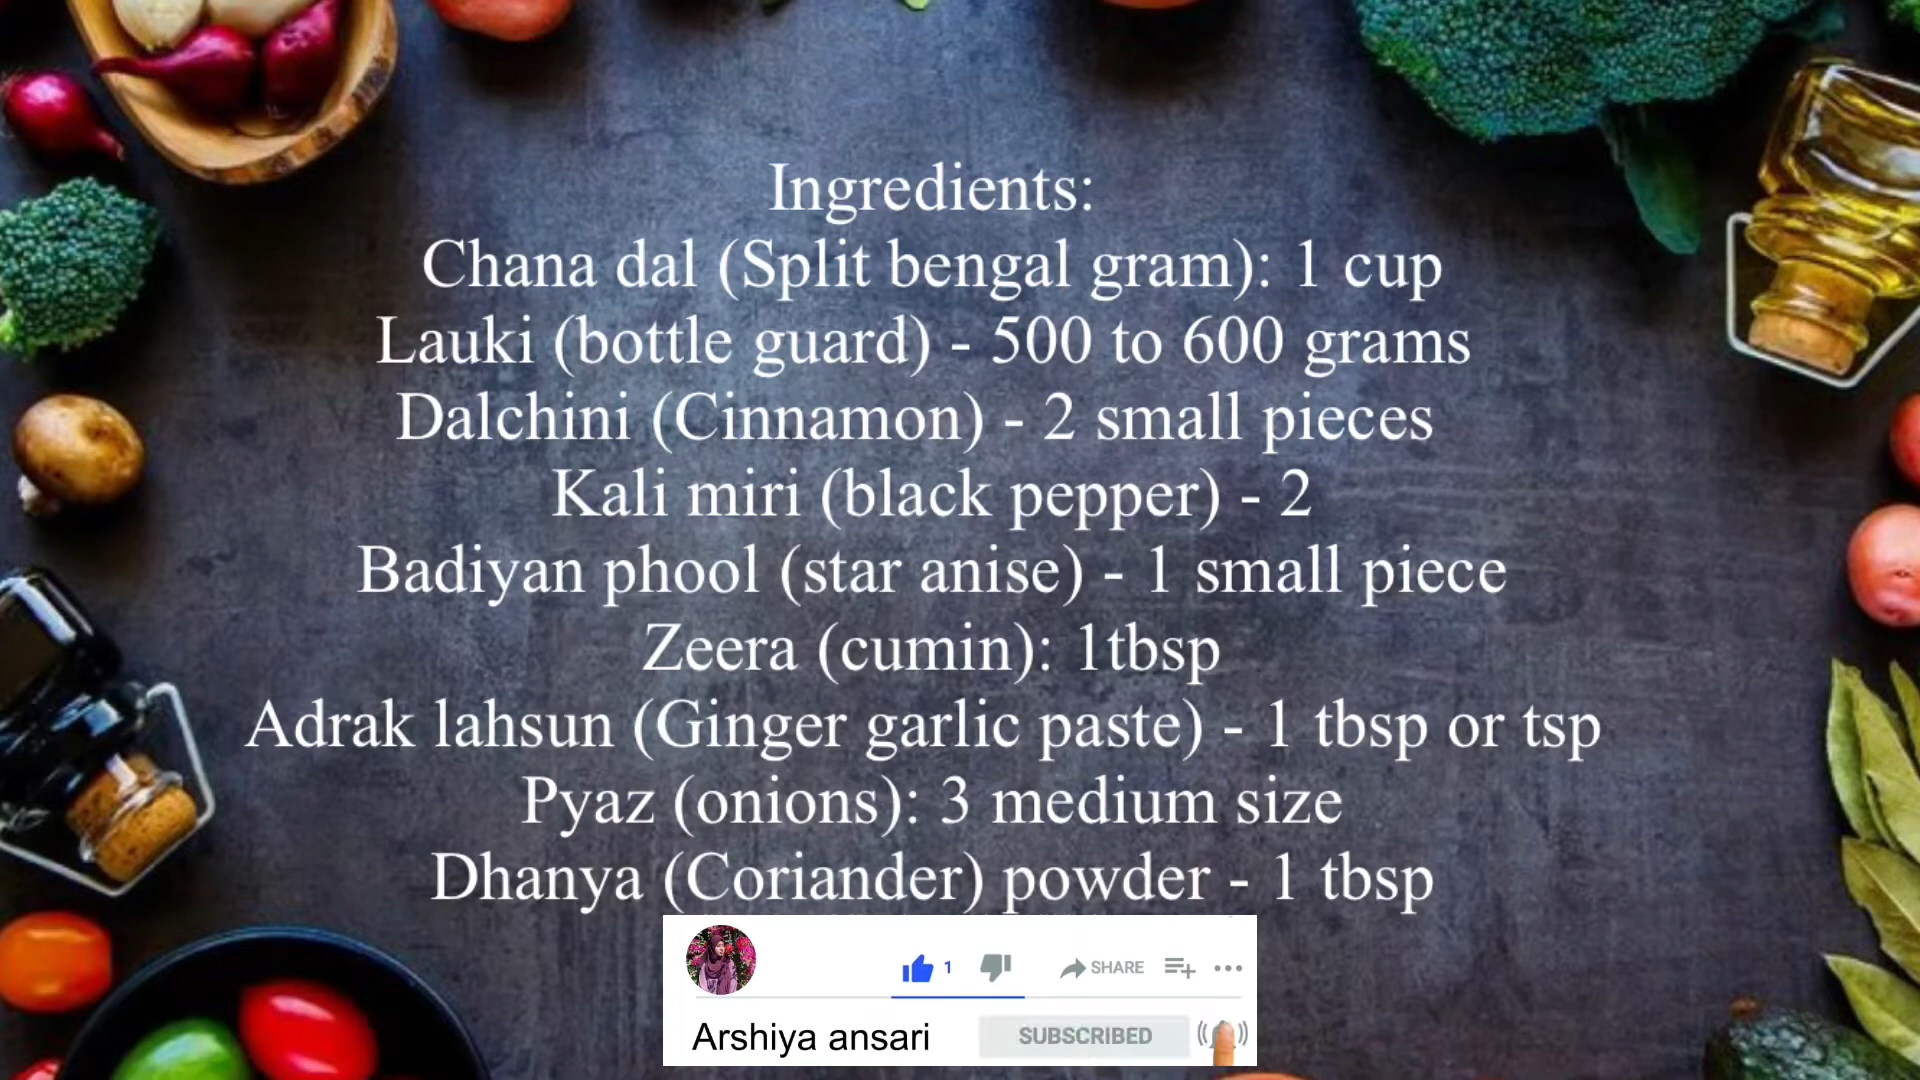 Ingredients:
Chana dal (Split bengal gram): 1 cup
Lauki (bottle guard) - 500 to 600 grams
Dalchini (Cinnamon) - 2 small pieces
Kali miri (black pepper) - 2
Badiyan phool (star anise) - 1 small piece
Zeera (cumin): 1tbsp
Adrak lahsun (Ginger garlic paste) - 1 tbsp or tsp
Pyaz (onions): 3 medium size
Dhanya (Coriander) powder - 1 tbsp
1 SHARE
Arshiya ansari SUBSCRIBED